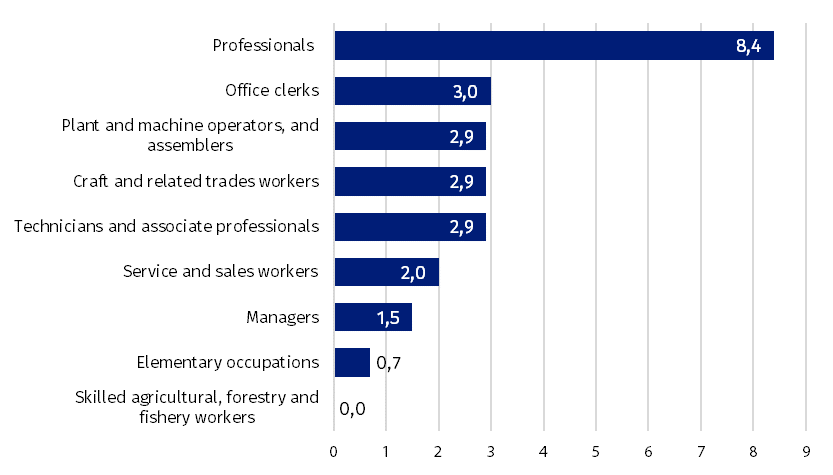 Professionals
8,4
Office clerks
3,0
Plant and machine operators, and
assemblers
2,9
Craft and related trades workers
2,9
Technicians and associate professionals
2,9
Service and sales workers
2,0
Managers
1,5
Elementary occupations
0,7
Skilled agricultural, forestry and
fishery workers
0,0
0 1 2 3 4 5 6 7 8 9